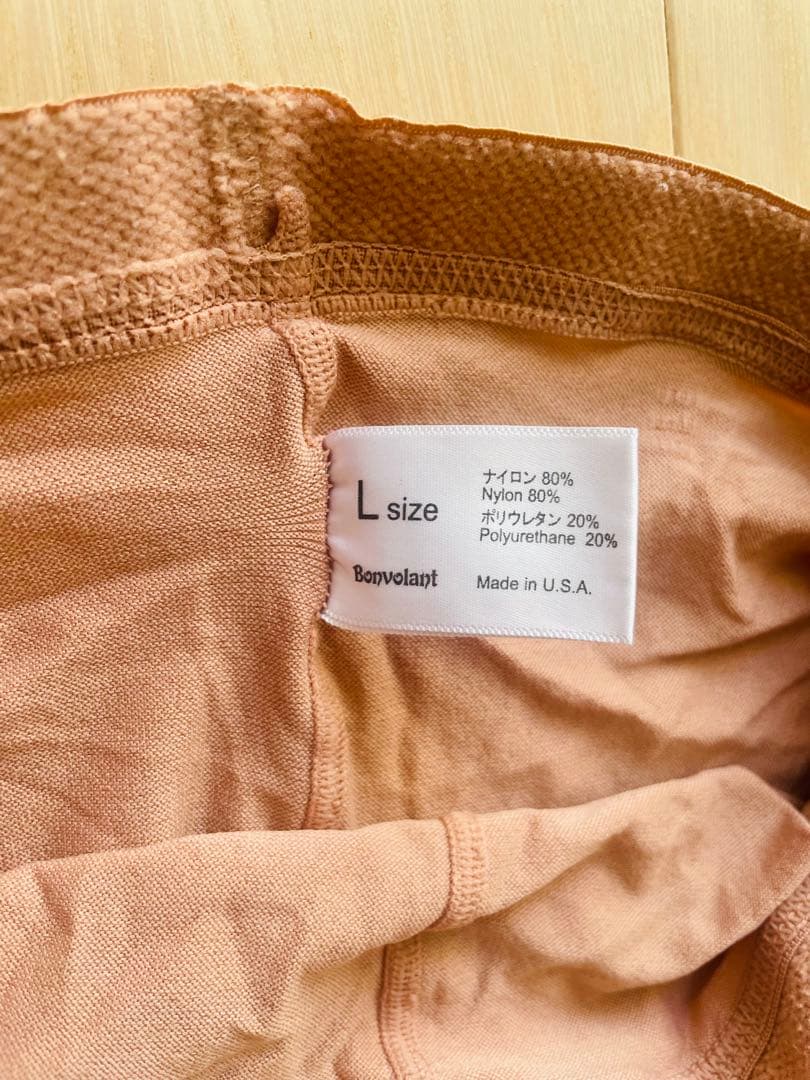 L size
Bonvolant
ナイロン 80%
Nylon 80%
ポリウレタン 20%
Polyurethane 20%
Made in U.S.A.